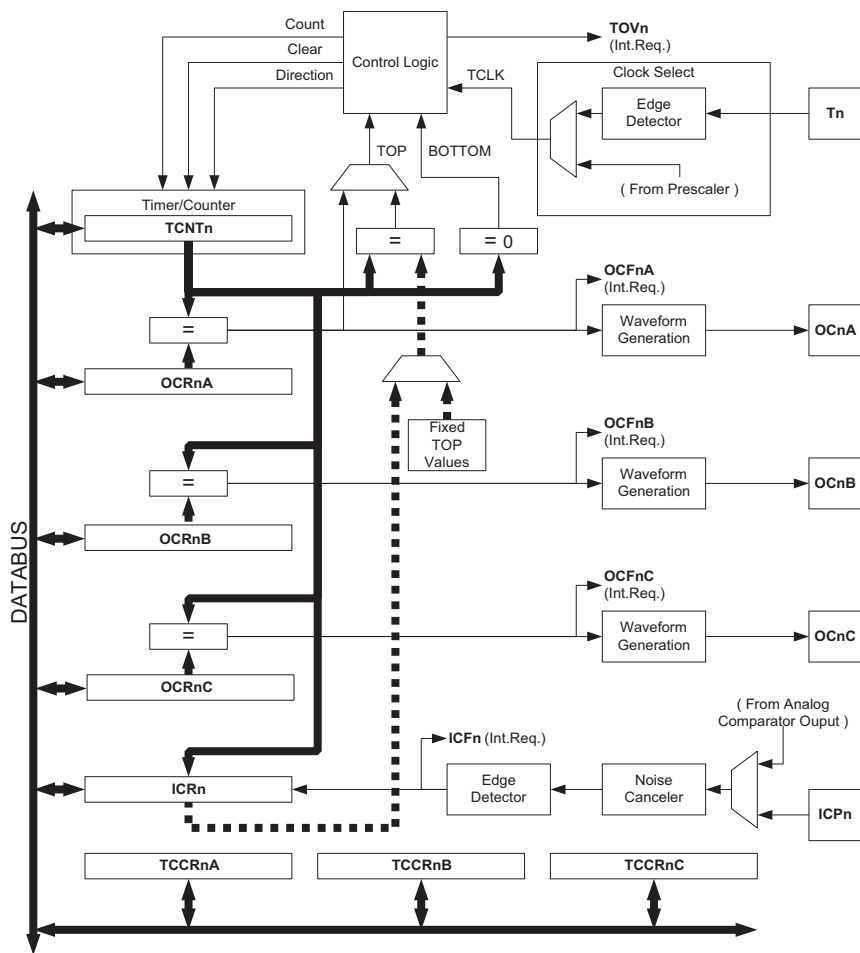 Count
Clear
Direction
Control Logic
TOVn
(Int.Req.)
TCLK
Clock Select
Edge
Detector
Tn
( From Prescaler )
TOP
BOTTOM
Timer/Counter
TCNTn
=
= 0
=
OCRnA
OCFnA
(Int.Req.)
Waveform
Generation
OCnA
Fixed
TOP
Values
=
OCRnB
OCFnB
(Int.Req.)
Waveform
Generation
OCnB
DATABUS
=
OCRnC
OCFnC
(Int.Req.)
Waveform
Generation
OCnC
( From Analog
Comparator Ouput )
ICFn (Int.Req.)
ICRn
Edge
Detector
Noise
Canceler
ICPn
TCCRnA
TCCRnB
TCCRnC